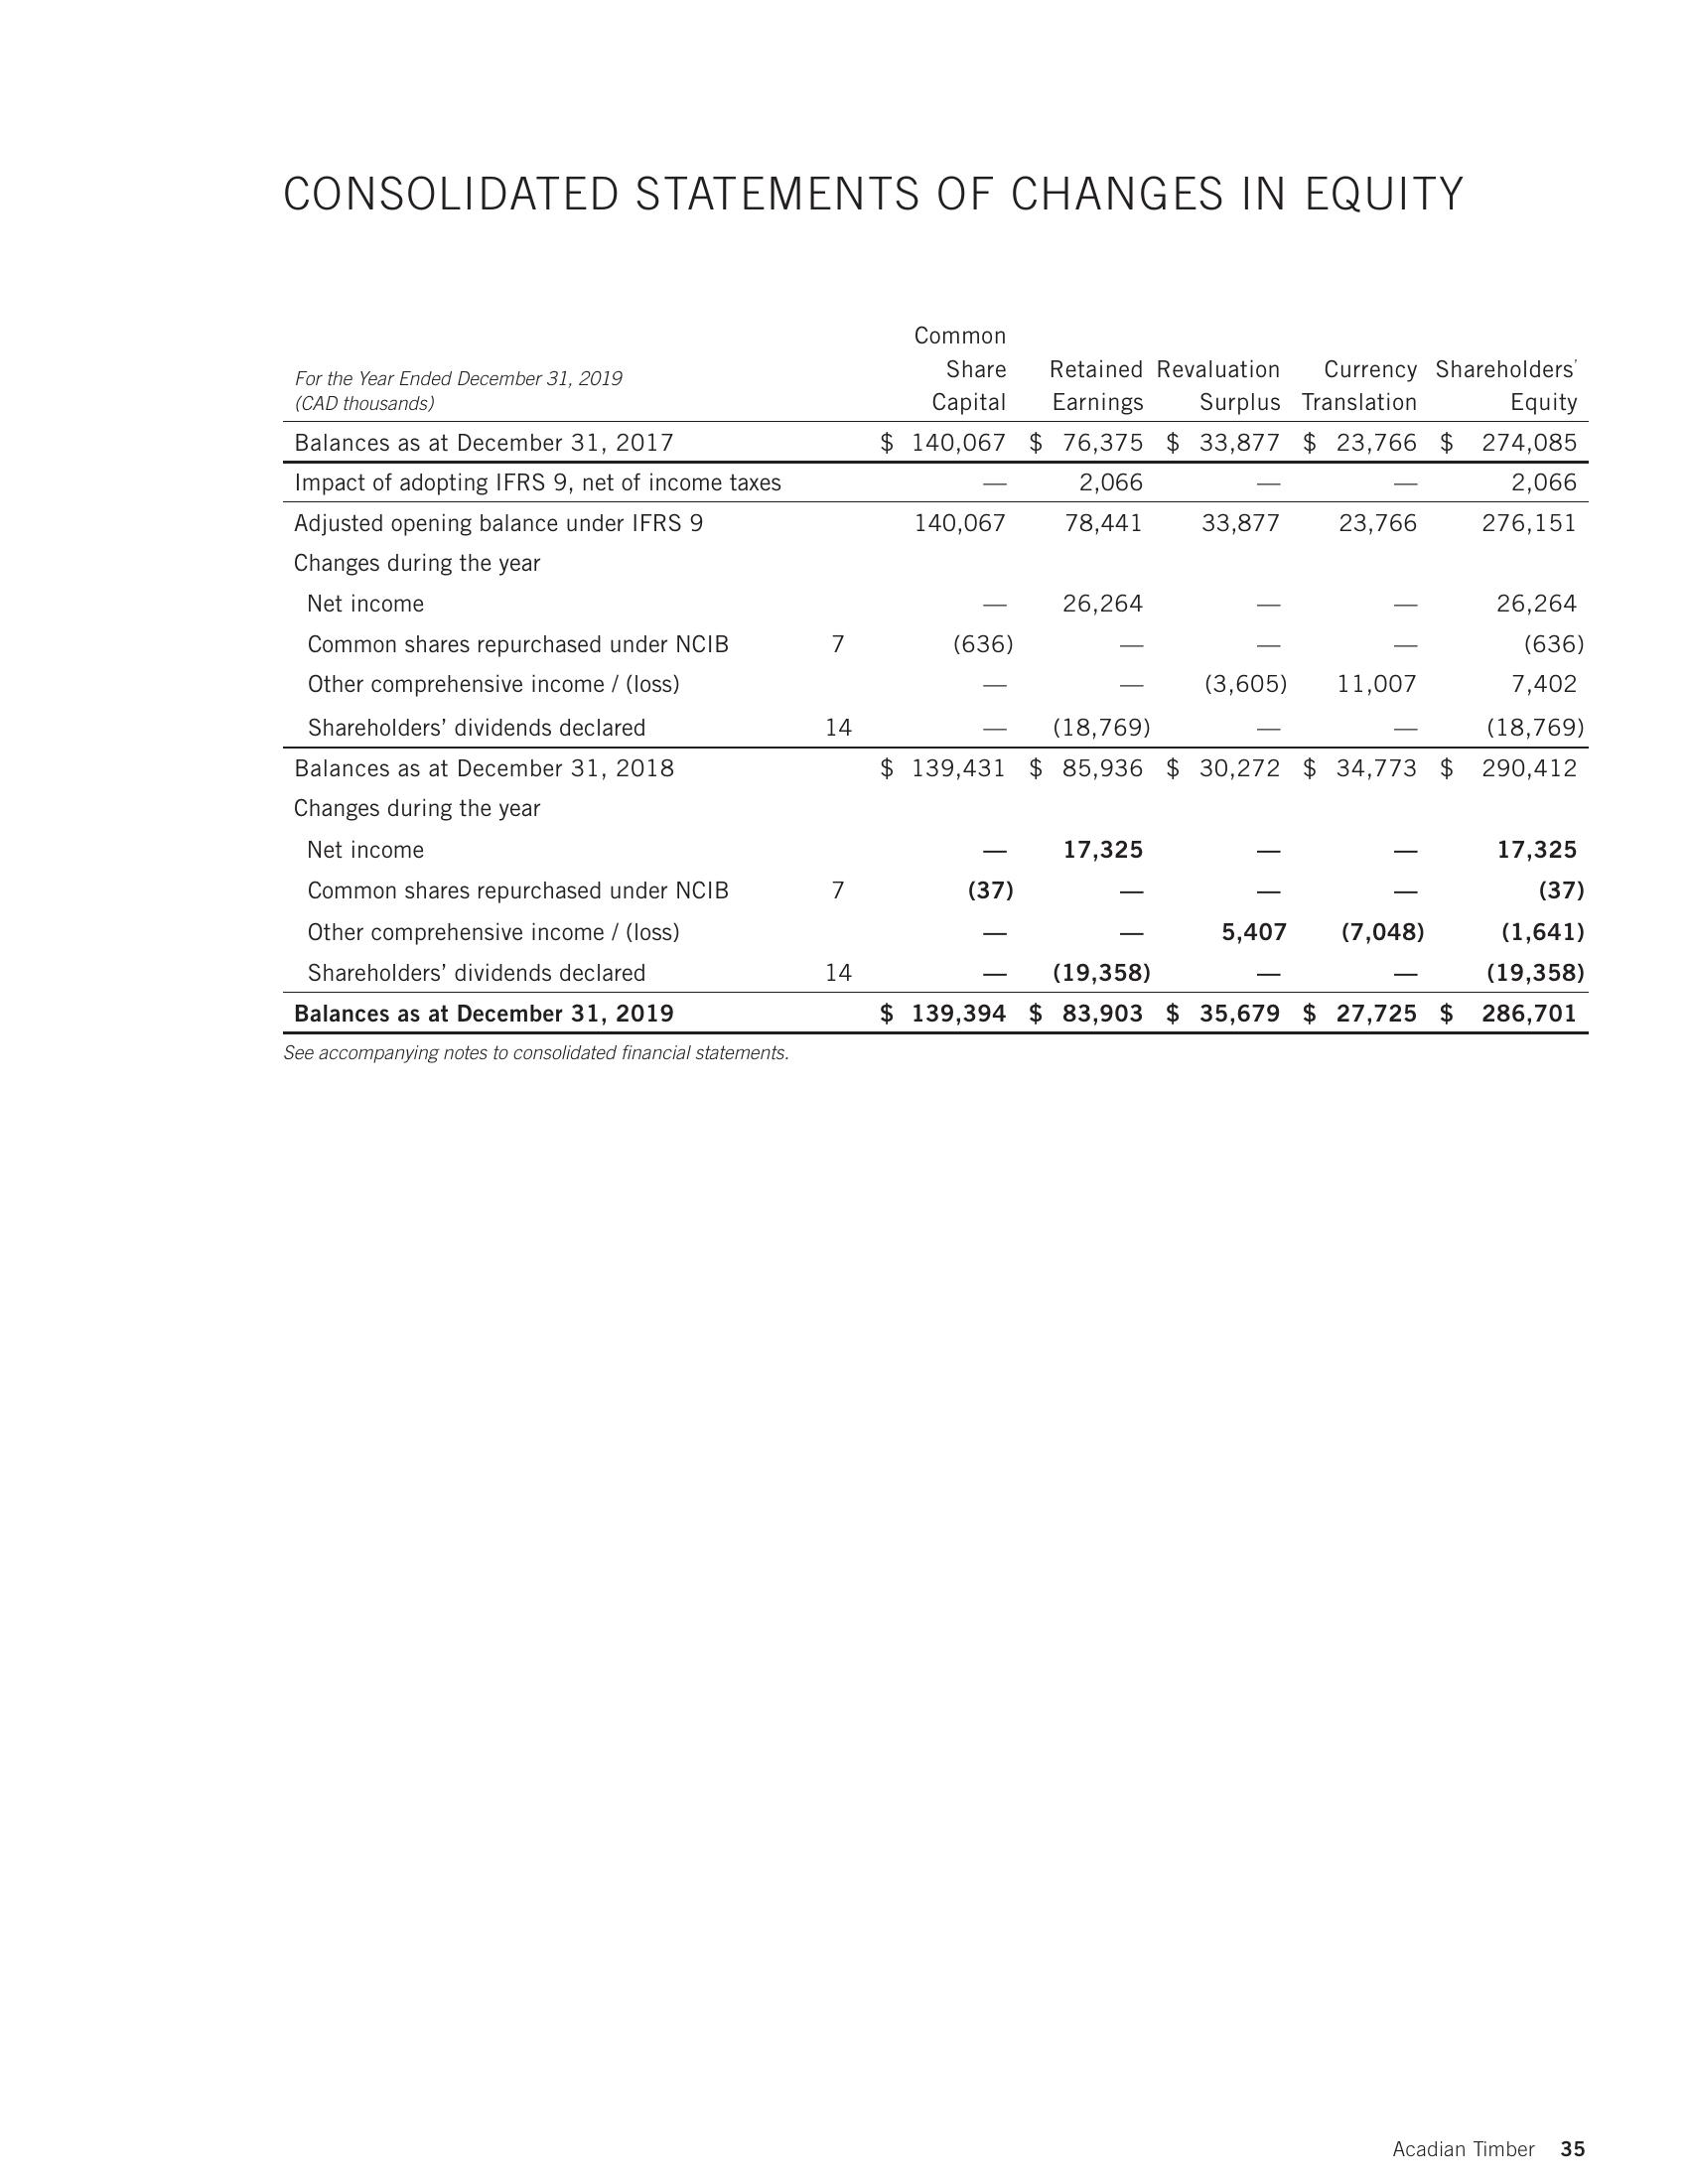 CONSOLIDATED STATEMENTS OF CHANGES IN EQUITY
For the Year Ended December 31, 2019
(CAD thousands)
Common Share Capital
Retained Earnings
Revaluation Surplus
Currency Translation
Shareholders' Equity
Balances as at December 31, 2017 $ 140,067 $ 76,375 $ 33,877 $ 23,766 $ 274,085
Impact of adopting IFRS 9, net of income taxes — 2,066 — — 2,066
Adjusted opening balance under IFRS 9 140,067 78,441 33,877 23,766 276,151
Changes during the year
Net income — 26,264 — — 26,264
Common shares repurchased under NCIB 7 (636) — — — (636)
Other comprehensive income / (loss) — — (3,605) 11,007 7,402
Shareholders’ dividends declared 14 — (18,769) — — (18,769)
Balances as at December 31, 2018 $ 139,431 $ 85,936 $ 30,272 $ 34,773 $ 290,412
Changes during the year
Net income — 17,325 — — 17,325
Common shares repurchased under NCIB 7 (37) — — — (37)
Other comprehensive income / (loss) — — 5,407 (7,048) (1,641)
Shareholders’ dividends declared 14 — (19,358) — — (19,358)
Balances as at December 31, 2019 $ 139,394 $ 83,903 $ 35,679 $ 27,725 $ 286,701
See accompanying notes to consolidated financial statements.
Acadian Timber 35